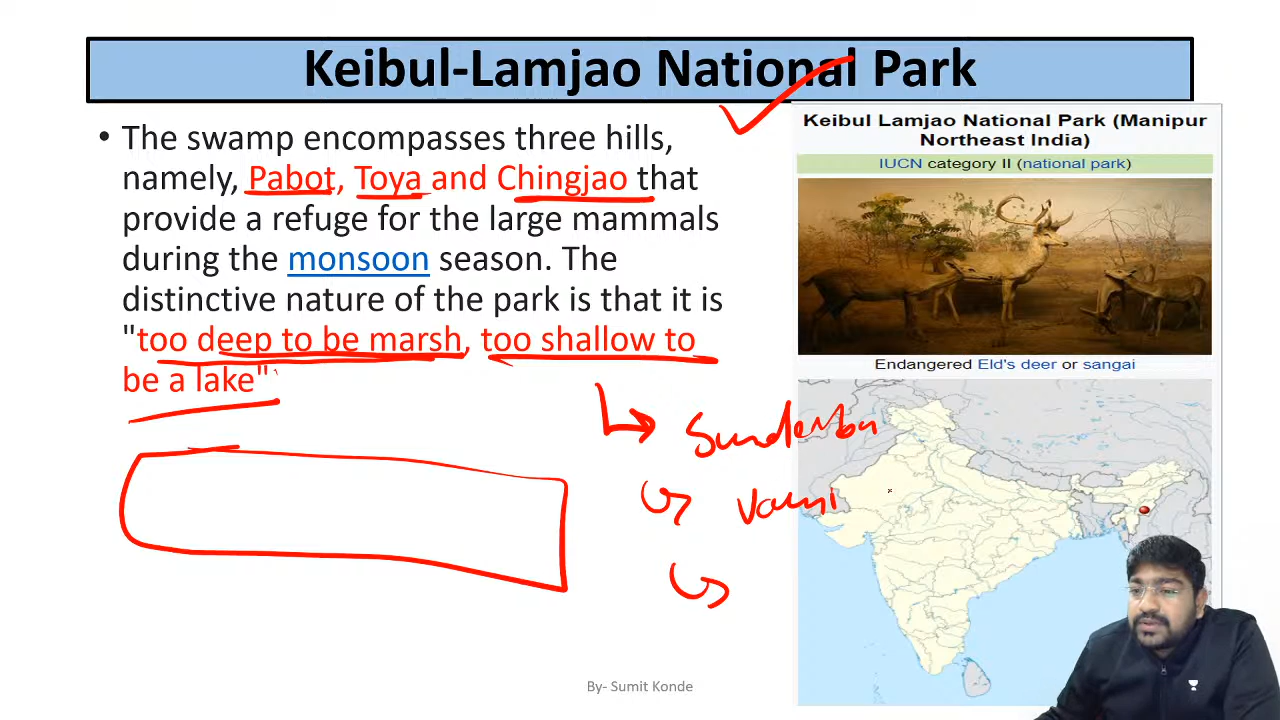 Keibul-Lamjao National Park
• The swamp encompasses three hills,
namely, Pabot, Toya and Chingjao that
provide a refuge for the large mammals
during the monsoon season. The
distinctive nature of the park is that it is
"too deep to be marsh, too shallow to
be a lake"
Keibul Lamjao National Park (Manipur
Northeast India)
IUCN category II (national park)
Endangered Eld's deer or sangai
Sunderban
By- Sumit Konde